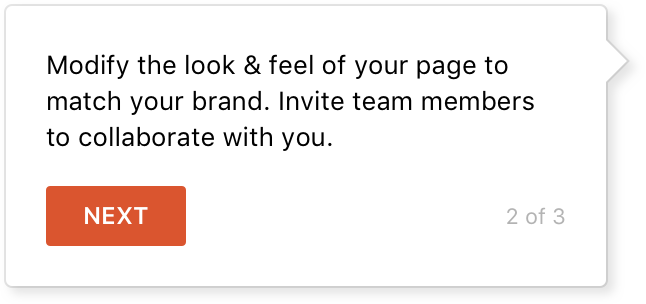 Modify the look & feel of your page to
match your brand. Invite team members
to collaborate with you.
NEXT
2 of 3